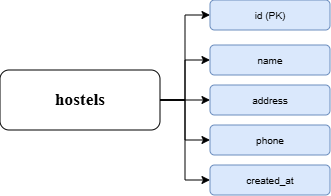 id (PK)
name
hostels
address
phone
created_at